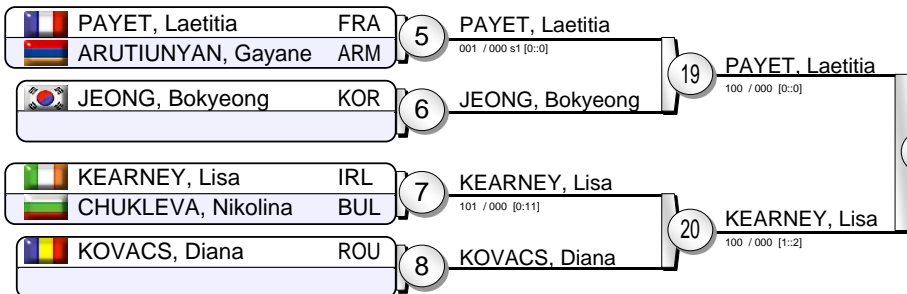 PAYET, Laetitia FRA
ARUTIUNYAN, Gayane ARM
5
PAYET, Laetitia
001 / 000 s1 [0::0]
JEONG, Bokyeong KOR
6
JEONG, Bokyeong
19
PAYET, Laetitia
100 / 000 [0::0]
KEARNEY, Lisa IRL
CHUKLEVA, Nikolina BUL
7
KEARNEY, Lisa
101 / 000 [0:11]
KOVACS, Diana ROU
8
KOVACS, Diana
20
KEARNEY, Lisa
100 / 000 [1::2]